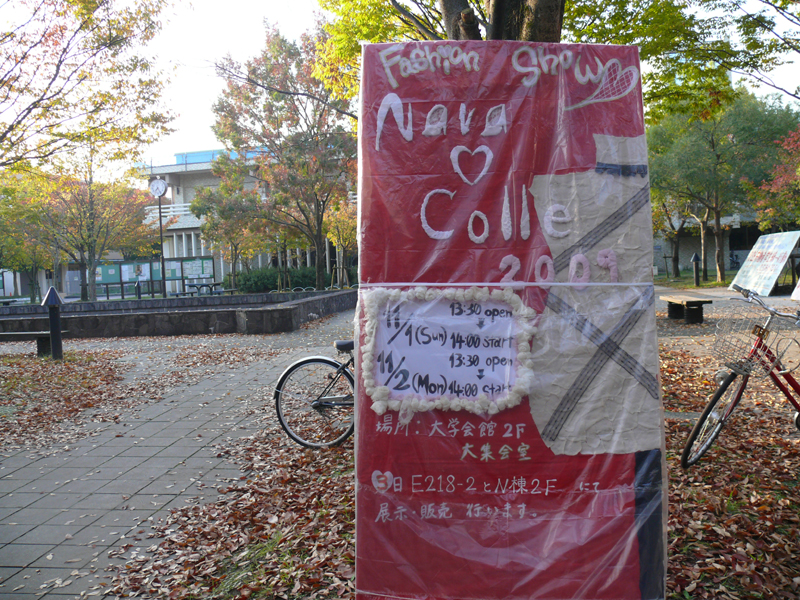 Fashion Show
Nara
♡
Colle
2009
11/1(Sun) 13:30 open
↓
14:00 start
11/2(Mon) 13:30 open
↓
14:00 start
場所：大学会館 2F
大集会室
E218-2とN棟2F にて
展示・販売 行います。